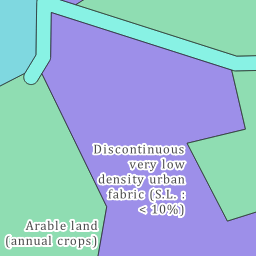 Discontinuous
very low
density urban
fabric (S.L. :
< 10%)
Arable land
(annual crops)